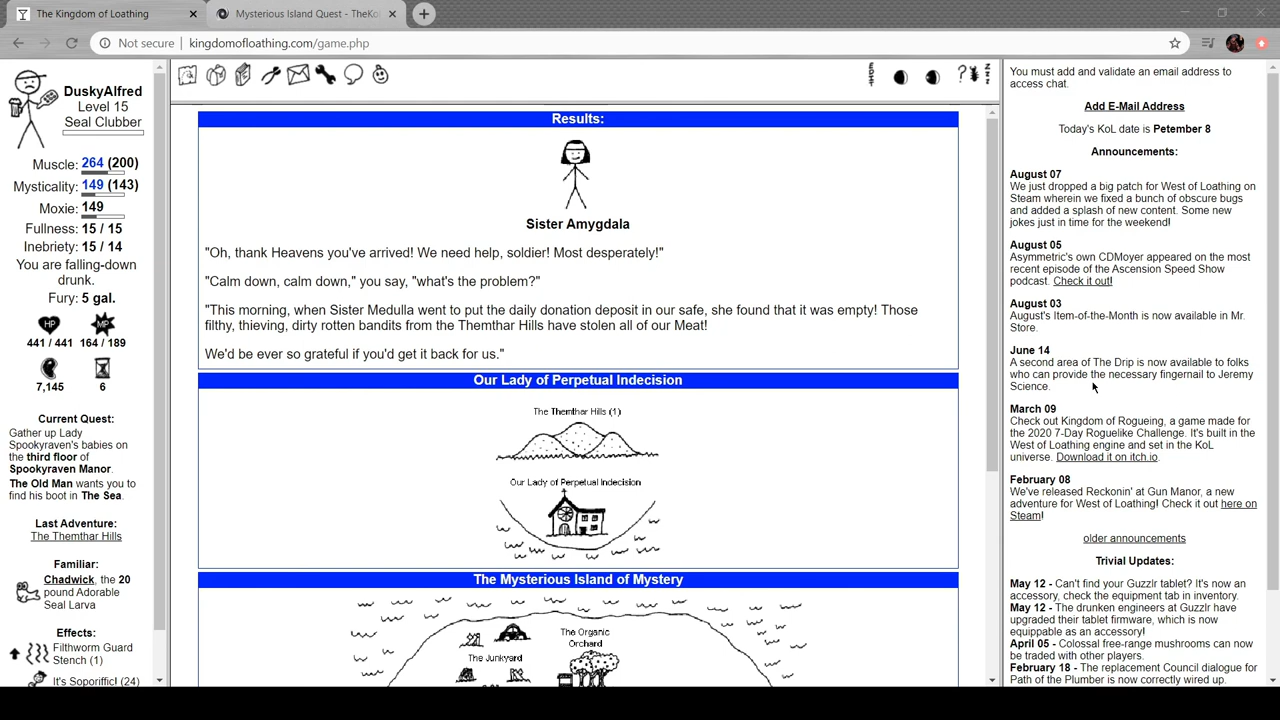 The Kingdom of Loathing
Mysterious Island Quest - TheKo
Not secure | kingdomofloathing.com/game.php
DuskyAlfred
Level 15
Seal Clubber
Muscle: 264 (200)
Mysticality: 149 (143)
Moxie: 149
Fullness: 15 / 15
Inebriety: 15 / 14
You are falling-down
drunk.
Fury: 5 gal.
HP MP
441 / 441 164 / 189
7,145 6
Current Quest:
Gather up Lady
Spookyraven's babies on
the third floor of
Spookyraven Manor.
The Old Man wants you to
find his boot in The Sea.
Last Adventure:
The Themthar Hills
Familiar:
Chadwick, the 20
pound Adorable
Seal Larva
Effects:
Filthworm Guard
Stench (1)
It's Soporific! (24)
Results:
Sister Amygdala
"Oh, thank Heavens you've arrived! We need help, soldier! Most desperately!"
"Calm down, calm down," you say, "what's the problem?"
"This morning, when Sister Medulla went to put the daily donation deposit in our safe, she found that it was empty! Those
filthy, thieving, dirty rotten bandits from the Themthar Hills have stolen all of our Meat!
We'd be ever so grateful if you'd get it back for us."
Our Lady of Perpetual Indecision
The Themthar Hills (1)
Our Lady of Perpetual Indecision
The Mysterious Island of Mystery
The Organic
Orchard
The Junkyard
You must add and validate an email address to
access chat.
Add E-Mail Address
Today's KoL date is Petember 8
Announcements:
August 07
We just dropped a big patch for West of Loathing on
Steam wherein we fixed a bunch of obscure bugs
and added a splash of new content. Some new
jokes just in time for the weekend!
August 05
Asymmetric's own CDMoyer appeared on the
most recent episode of the Ascension Speed Show
podcast. Check it out!
August 03
August's Item-of-the-Month is now available in Mr.
Store.
June 14
A second area of The Drip is now available to folks
who can provide the necessary fingernail to Jeremy
Science.
March 09
Check out Kingdom of Rogueing, a game made for
the 2020 7-Day Roguelike Challenge. It's built in the
West of Loathing engine and set in the KoL
universe. Download it on itch.io.
February 08
We've released Reckonin' at Gun Manor, a new
adventure for West of Loathing! Check it out here on
Steam!
older announcements
Trivial Updates:
May 12 - Can't find your Guzzlr tablet? It's now an
accessory, check the equipment tab in inventory.
May 12 - The drunken engineers at Guzzlr have
upgraded their tablet firmware, which is now
equippable as an accessory!
April 05 - Colossal free-range mushrooms can now
be traded with other players.
February 18 - The replacement Council dialogue for
Path of the Plumber is now correctly wired up.